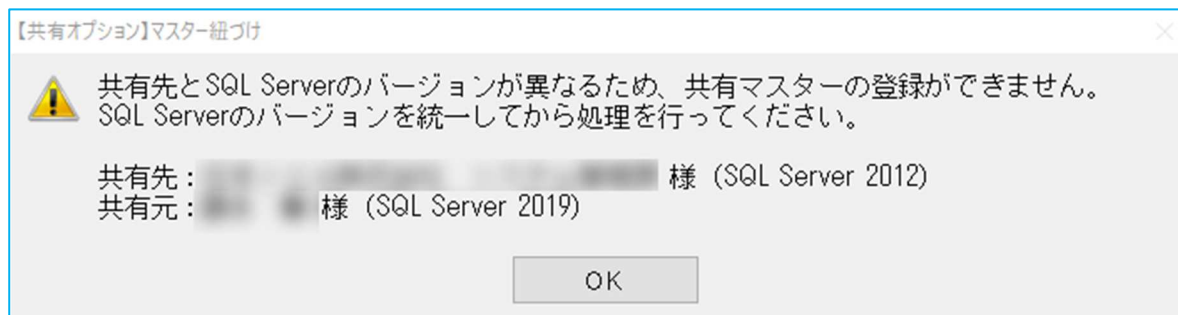 【共有オプション】マスター紐づけ
共有先とSQL Serverのバージョンが異なるため、共有マスターの登録ができません。
SQL Serverのバージョンを統一してから処理を行ってください。
共有先： 様 (SQL Server 2012)
共有元： 様 (SQL Server 2019)
OK